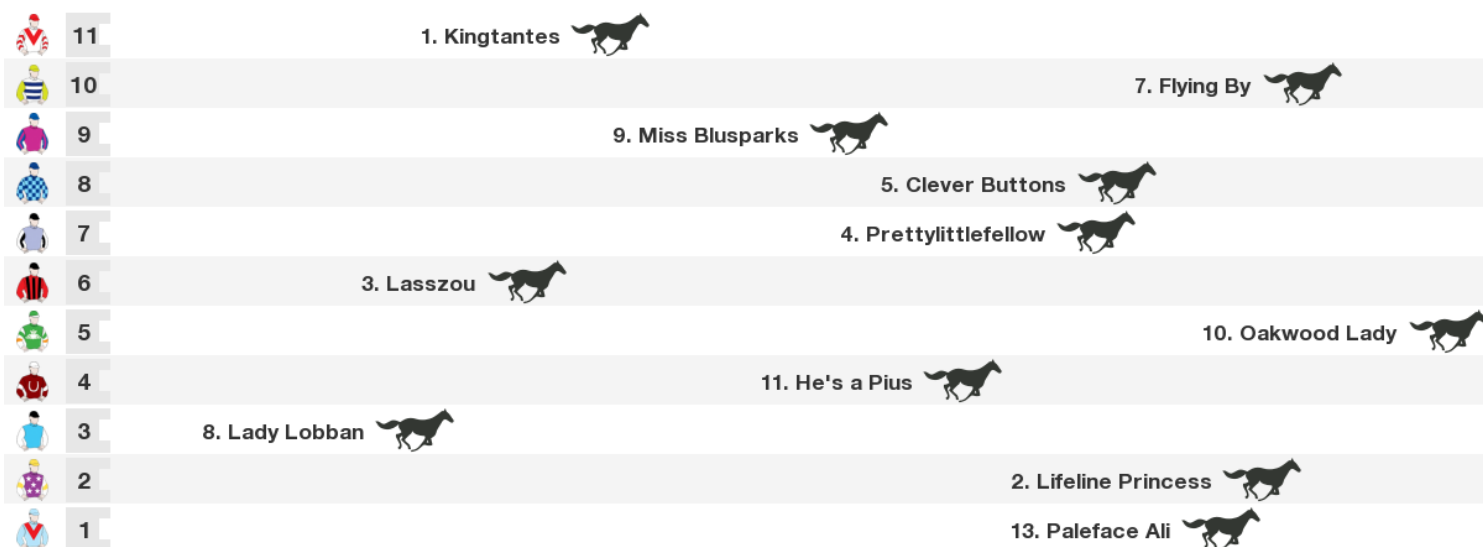 11 1. Kingtantes
10 7. Flying By
9 9. Miss Blusparks
8 5. Clever Buttons
7 4. Prettylittlefellow
6 3. Lasszou
5 10. Oakwood Lady
4 11. He's a Pius
3 8. Lady Lobban
2 2. Lifeline Princess
1 13. Paleface Ali